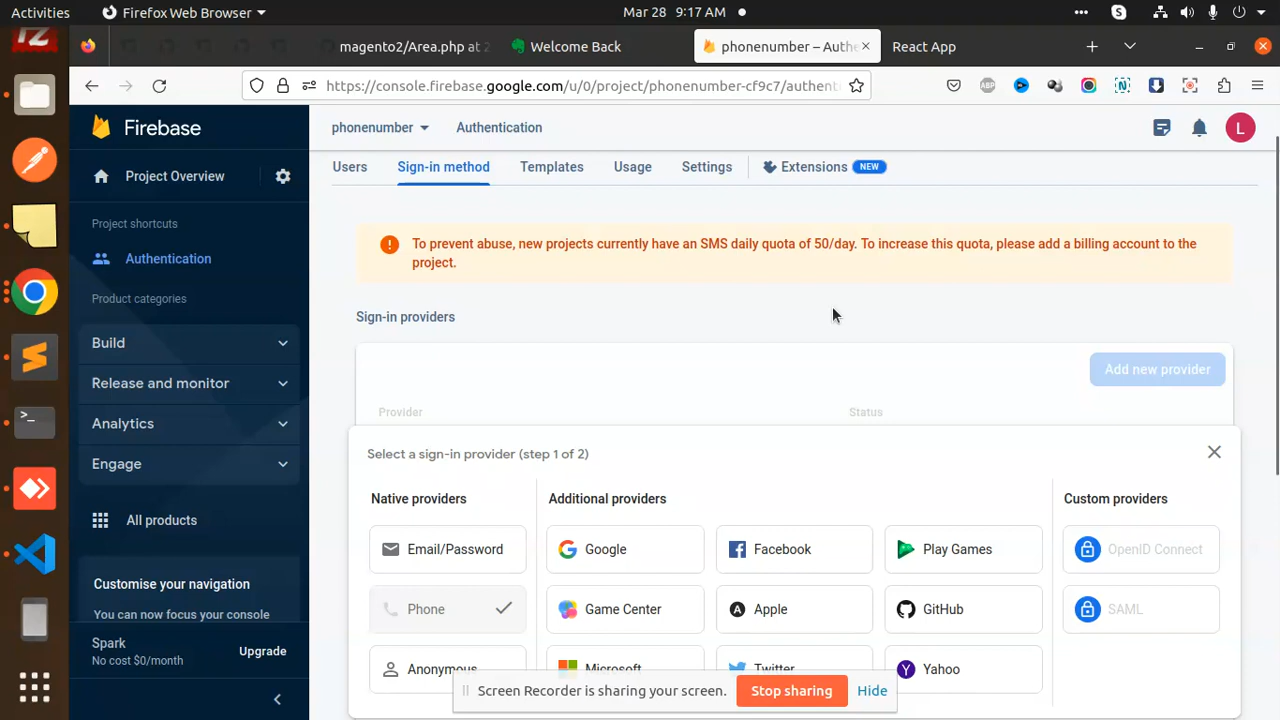 Activities
Firefox Web Browser
Mar 28 9:17 AM
magento2/Area.php at 2
Welcome Back
phonenumber – Authe
React App
https://console.firebase.google.com/u/0/project/phonenumber-cf9c7/authent
Firebase
phonenumber
Authentication
L
Users
Sign-in method
Templates
Usage
Settings
Extensions
NEW
Project Overview
Project shortcuts
Authentication
Product categories
Build
Release and monitor
Analytics
Engage
All products
Customise your navigation
You can now focus your console
Spark
No cost $0/month
Upgrade
To prevent abuse, new projects currently have an SMS daily quota of 50/day. To increase this quota, please add a billing account to the
project.
Sign-in providers
Add new provider
Provider
Status
Select a sign-in provider (step 1 of 2)
Native providers
Additional providers
Custom providers
Email/Password
Google
Facebook
Play Games
OpenID Connect
Phone
Game Center
Apple
GitHub
SAML
Anonymous
Microsoft
Twitter
Yahoo
Screen Recorder is sharing your screen.
Stop sharing
Hide